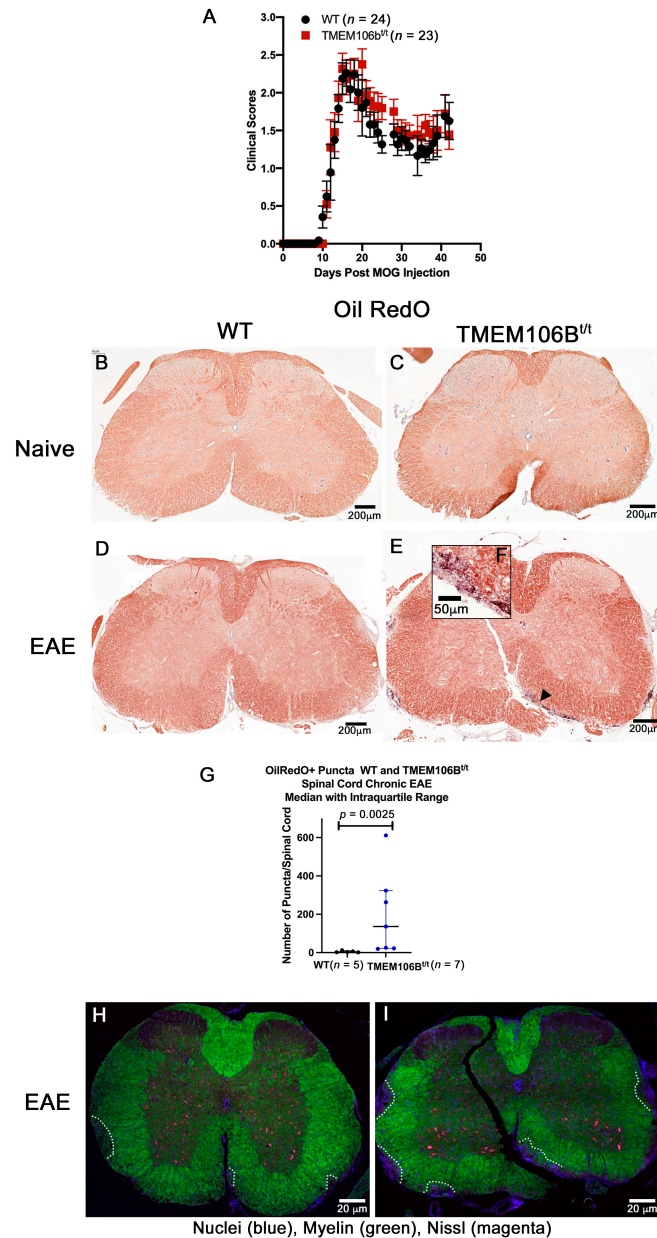 A
WT (n = 24)
TMEM106b^t/t (n = 23)
3.0
2.5
2.0
1.5
1.0
0.5
0.0
Clinical Scores
0 10 20 30 40 50
Days Post MOG Injection
Oil RedO
WT
TMEM106B^t/t
Naive
B
200µm
C
200µm
EAE
D
200µm
E
F
50µm
200µm
G
OilRedO+ Puncta WT and TMEM106B^t/t
Spinal Cord Chronic EAE
Median with Intraquartile Range
p = 0.0025
600
400
200
0
Number of Puncta/Spinal Cord
WT(n = 5) TMEM106B^t/t (n = 7)
EAE
H
20 µm
I
20 µm
Nuclei (blue), Myelin (green), Nissl (magenta)